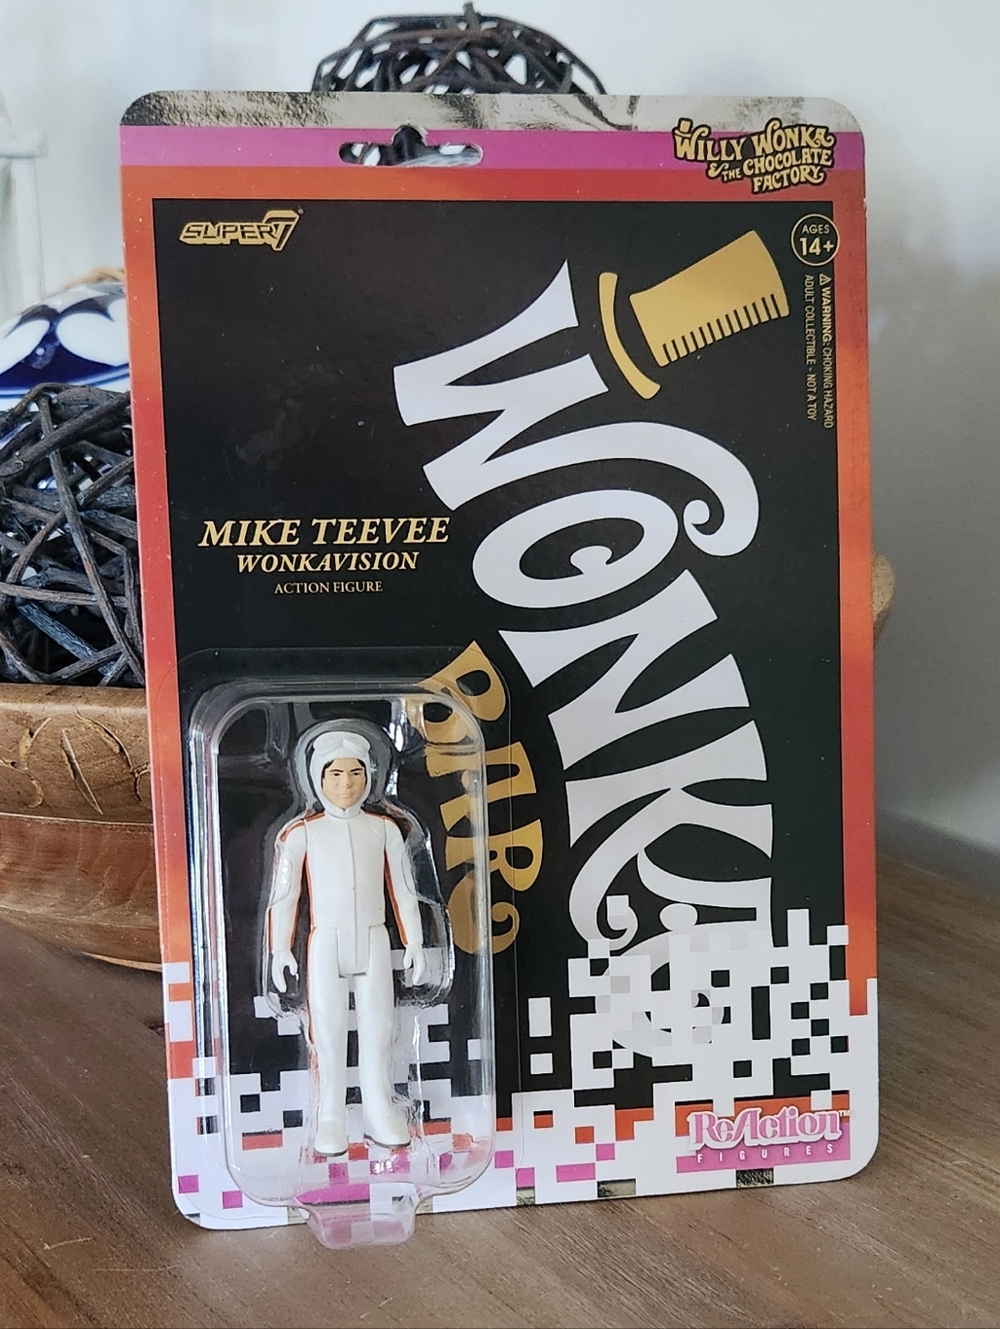 WILLY WONKA
& THE CHOCOLATE
FACTORY
SUPER7
AGES
14+
⚠ WARNING: CHOKING HAZARD
ADULT COLLECTIBLE - NOT A TOY
WONKA
BAR
MIKE TEEVEE
WONKAVISION
ACTION FIGURE
ReAction™
FIGURES